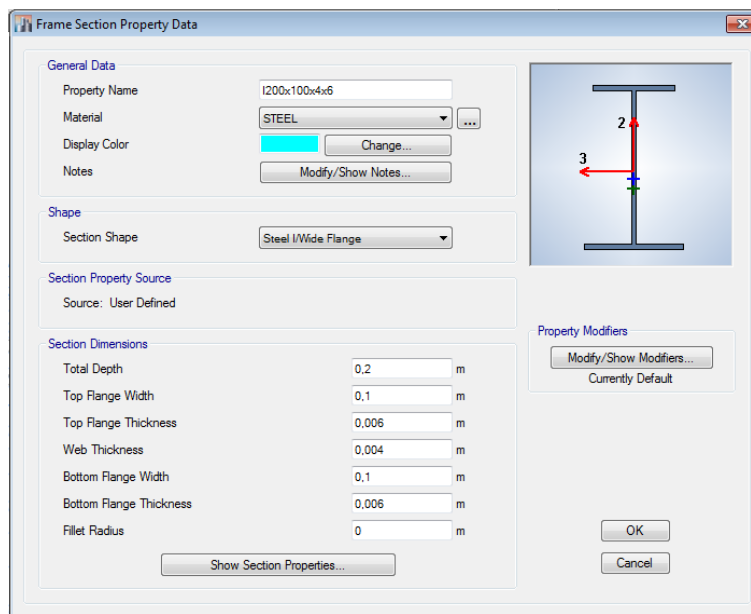 Frame Section Property Data
General Data
Property Name I200x100x4x6
Material STEEL ...
Display Color Change...
Notes Modify/Show Notes...
Shape
Section Shape Steel I/Wide Flange
Section Property Source
Source: User Defined
Section Dimensions
Total Depth 0,2 m
Top Flange Width 0,1 m
Top Flange Thickness 0,006 m
Web Thickness 0,004 m
Bottom Flange Width 0,1 m
Bottom Flange Thickness 0,006 m
Fillet Radius 0 m
Show Section Properties...
2
3
Property Modifiers
Modify/Show Modifiers...
Currently Default
OK
Cancel